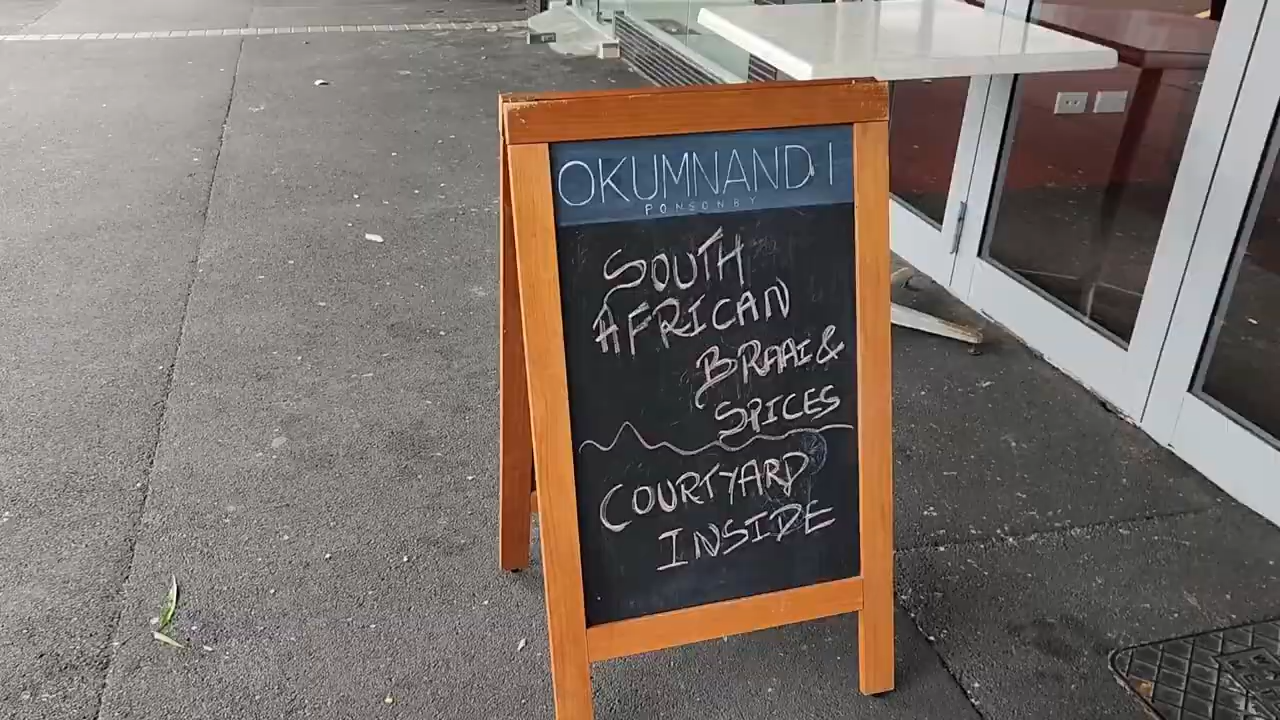 OKUMNANDI
PONSONBY
SOUTH
AFRICAN
BRAAI &
SPICES
COURTYARD
INSIDE